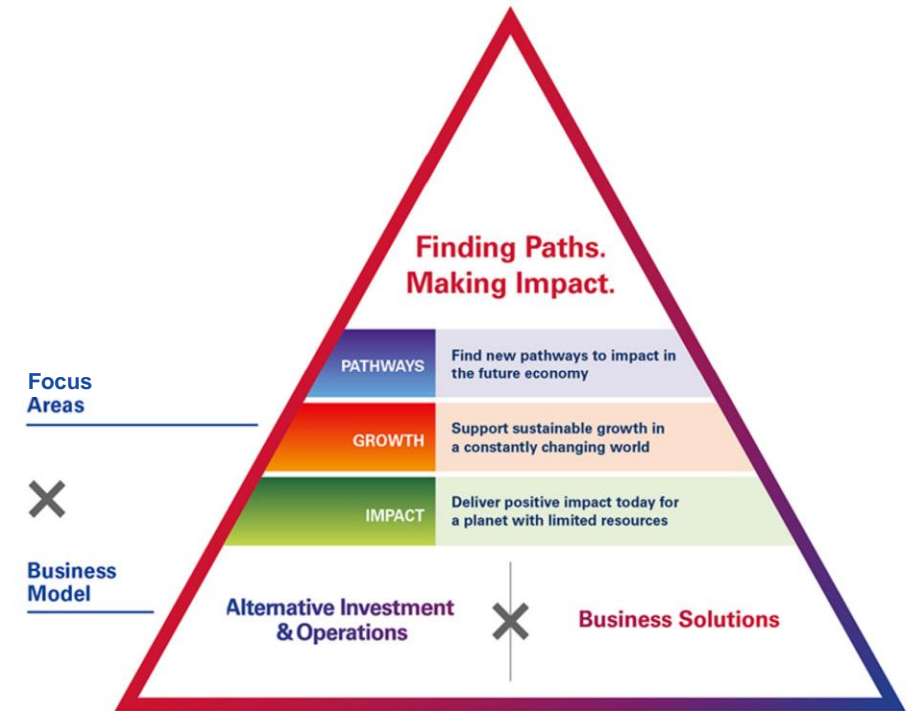 Finding Paths.
Making Impact.
PATHWAYS
Find new pathways to impact in
the future economy
Focus
Areas
GROWTH
Support sustainable growth in
a constantly changing world
IMPACT
Deliver positive impact today for
a planet with limited resources
Business
Model
Alternative Investment
& Operations
Business Solutions